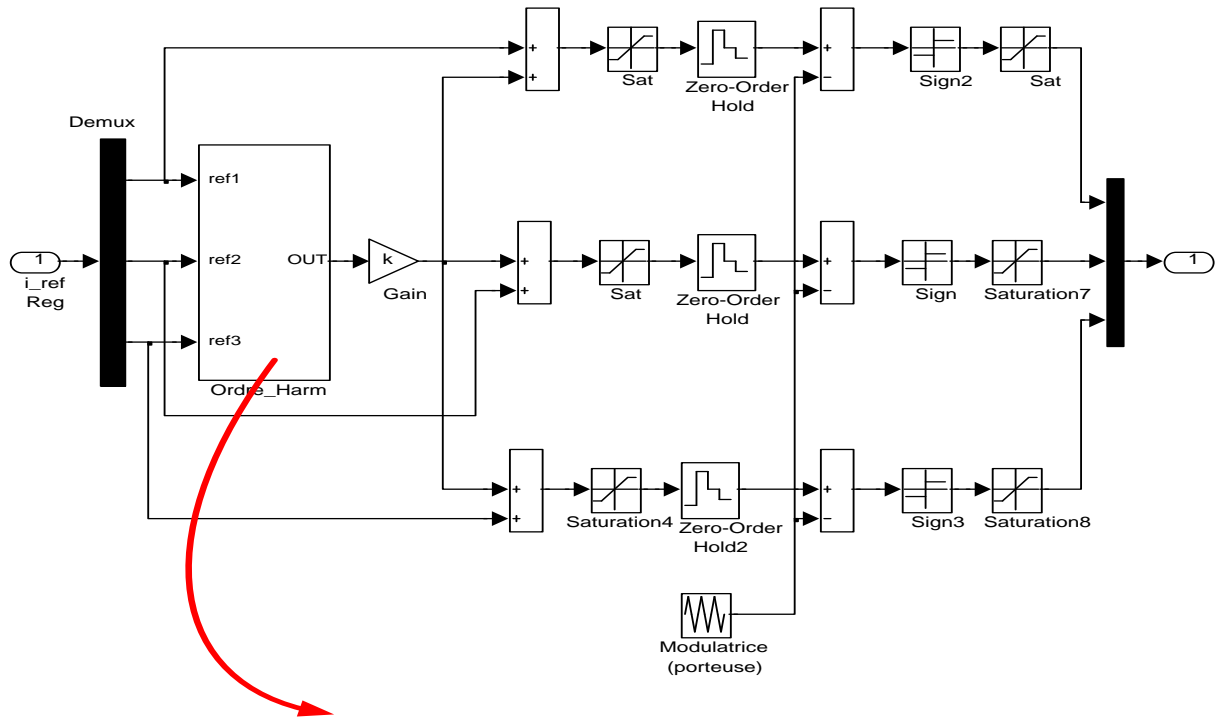 +
+
Sat
Zero-Order
Hold
+
−
Sign2
Sat
Demux
1
i_ref
Reg
ref1
ref2
ref3
OUT
Ordre_Harm
k
Gain
+
+
Sat
Zero-Order
Hold
+
−
Sign
Saturation7
1
+
+
Saturation4
Zero-Order
Hold2
+
−
Sign3
Saturation8
Modulatrice
(porteuse)